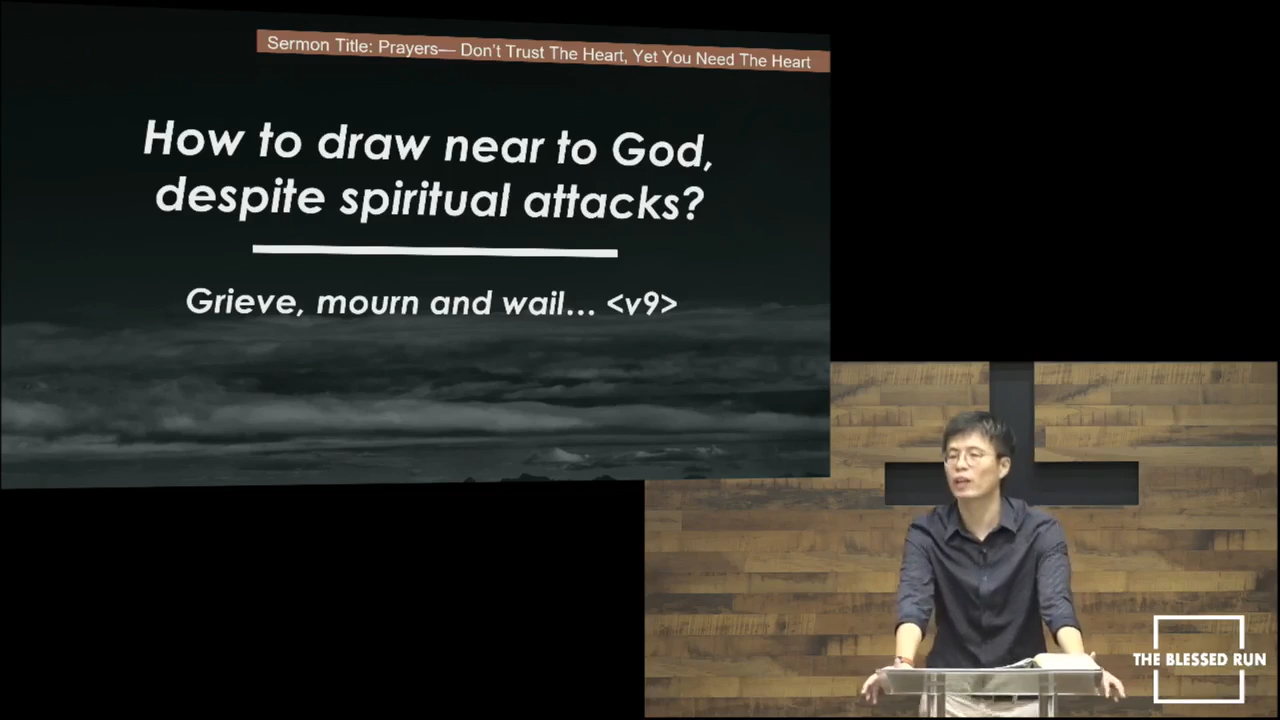 Sermon Title: Prayers— Don't Trust The Heart, Yet You Need The Heart
How to draw near to God,
despite spiritual attacks?
Grieve, mourn and wail... <v9>
THE BLESSED RUN